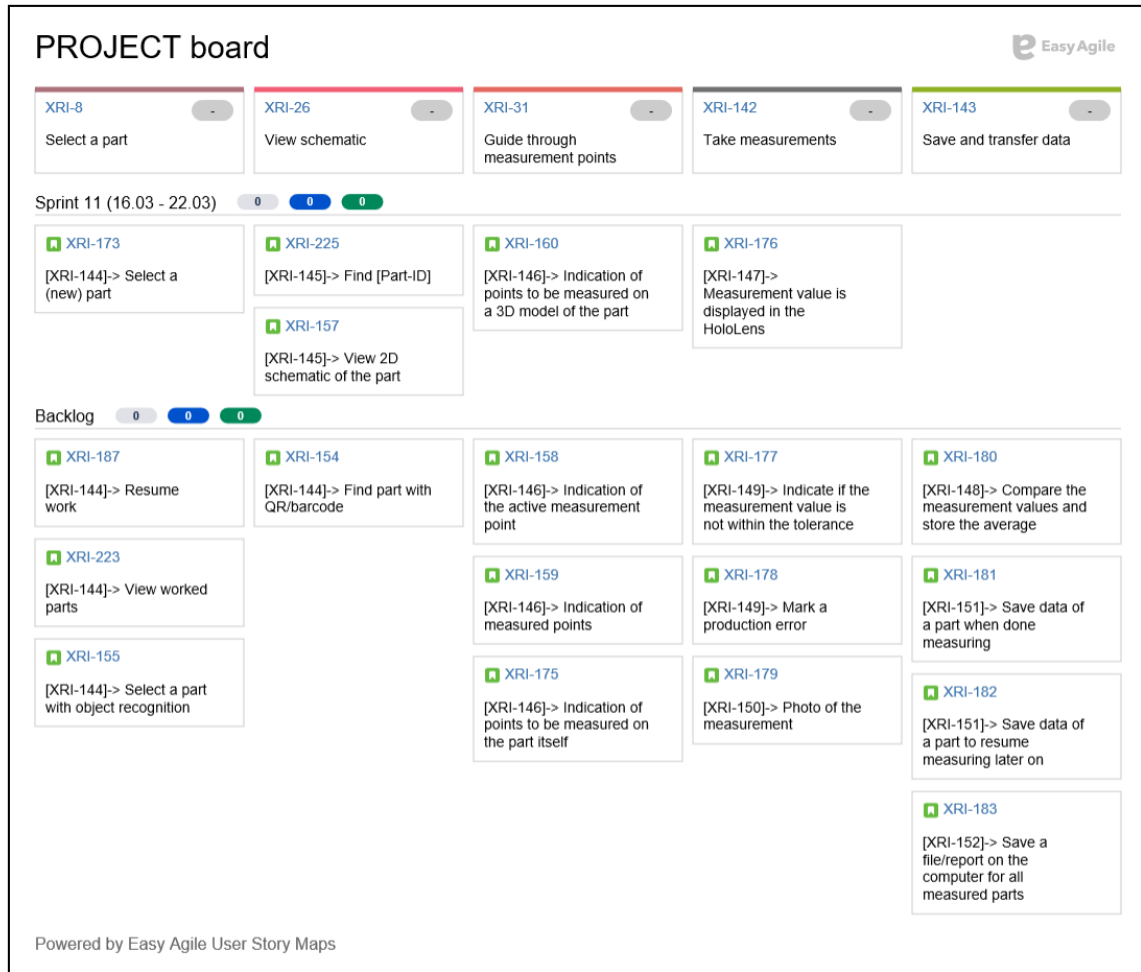 PROJECT board
Easy Agile
XRI-8
-
Select a part
XRI-26
-
View schematic
XRI-31
-
Guide through
measurement points
XRI-142
-
Take measurements
XRI-143
-
Save and transfer data
Sprint 11 (16.03 - 22.03) 0 0 0
XRI-173
[XRI-144]-> Select a
(new) part
XRI-225
[XRI-145]-> Find [Part-ID]
XRI-157
[XRI-145]-> View 2D
schematic of the part
XRI-160
[XRI-146]-> Indication of
points to be measured on
a 3D model of the part
XRI-176
[XRI-147]->
Measurement value is
displayed in the
HoloLens
Backlog 0 0 0
XRI-187
[XRI-144]-> Resume
work
XRI-223
[XRI-144]-> View worked
parts
XRI-155
[XRI-144]-> Select a part
with object recognition
XRI-154
[XRI-144]-> Find part with
QR/barcode
XRI-158
[XRI-146]-> Indication of
the active measurement
point
XRI-159
[XRI-146]-> Indication of
measured points
XRI-175
[XRI-146]-> Indication of
points to be measured on
the part itself
XRI-177
[XRI-149]-> Indicate if the
measurement value is
not within the tolerance
XRI-178
[XRI-149]-> Mark a
production error
XRI-179
[XRI-150]-> Photo of the
measurement
XRI-180
[XRI-148]-> Compare the
measurement values and
store the average
XRI-181
[XRI-151]-> Save data of
a part when done
measuring
XRI-182
[XRI-151]-> Save data of
a part to resume
measuring later on
XRI-183
[XRI-152]-> Save a
file/report on the
computer for all
measured parts
Powered by Easy Agile User Story Maps